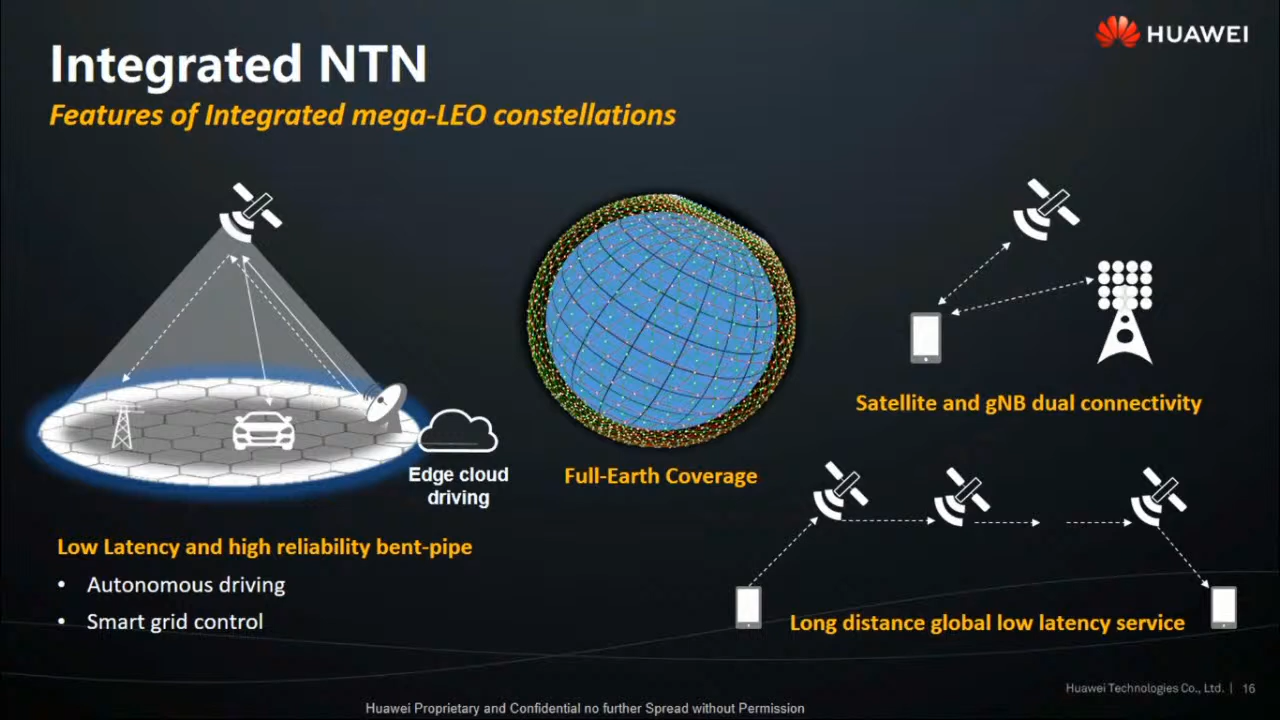 HUAWEI
Integrated NTN
Features of Integrated mega-LEO constellations
Edge cloud
driving
Low Latency and high reliability bent-pipe
• Autonomous driving
• Smart grid control
Full-Earth Coverage
Satellite and gNB dual connectivity
Long distance global low latency service
Huawei Technologies Co., Ltd. | 16
Huawei Proprietary and Confidential no further Spread without Permission